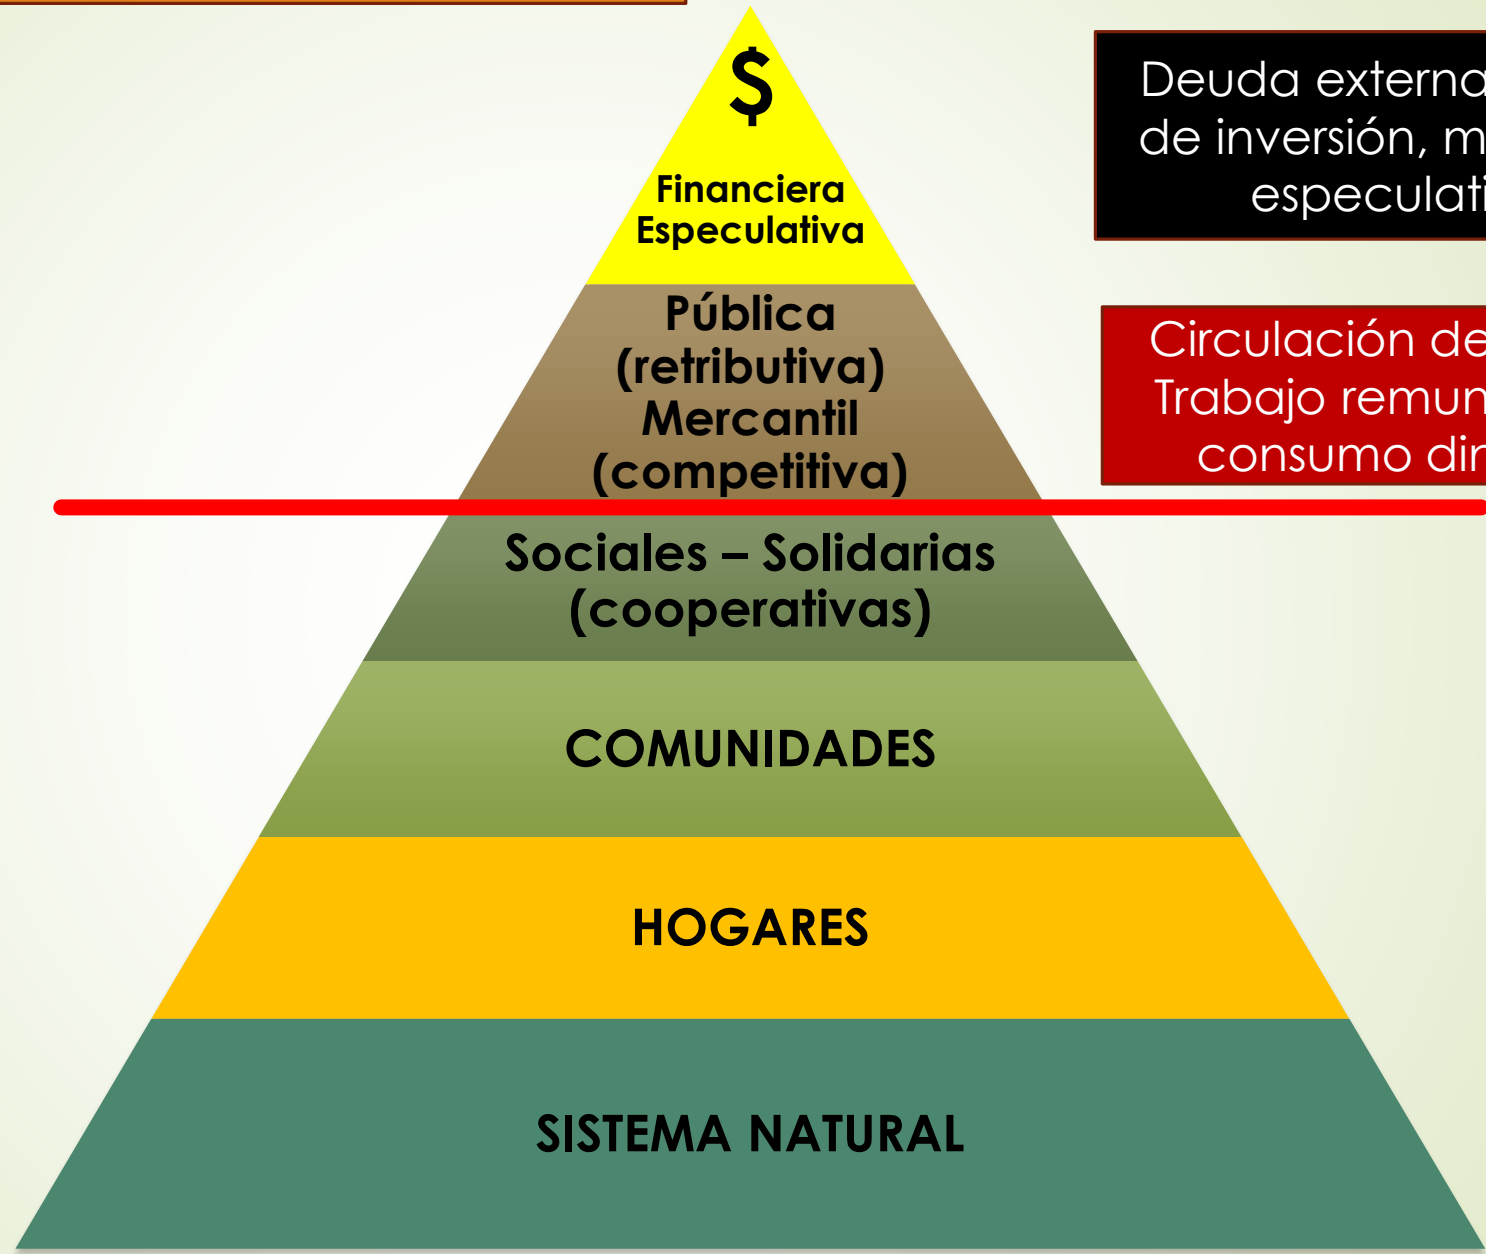 $
Financiera
Especulativa
Deuda externa
de inversión,
Pública
(retributiva)
Mercantil
(competitiva)
Circulación de
Trabajo
consumo
Sociales – Solidarias
(cooperativas)
COMUNIDADES
HOGARES
SISTEMA NATURAL